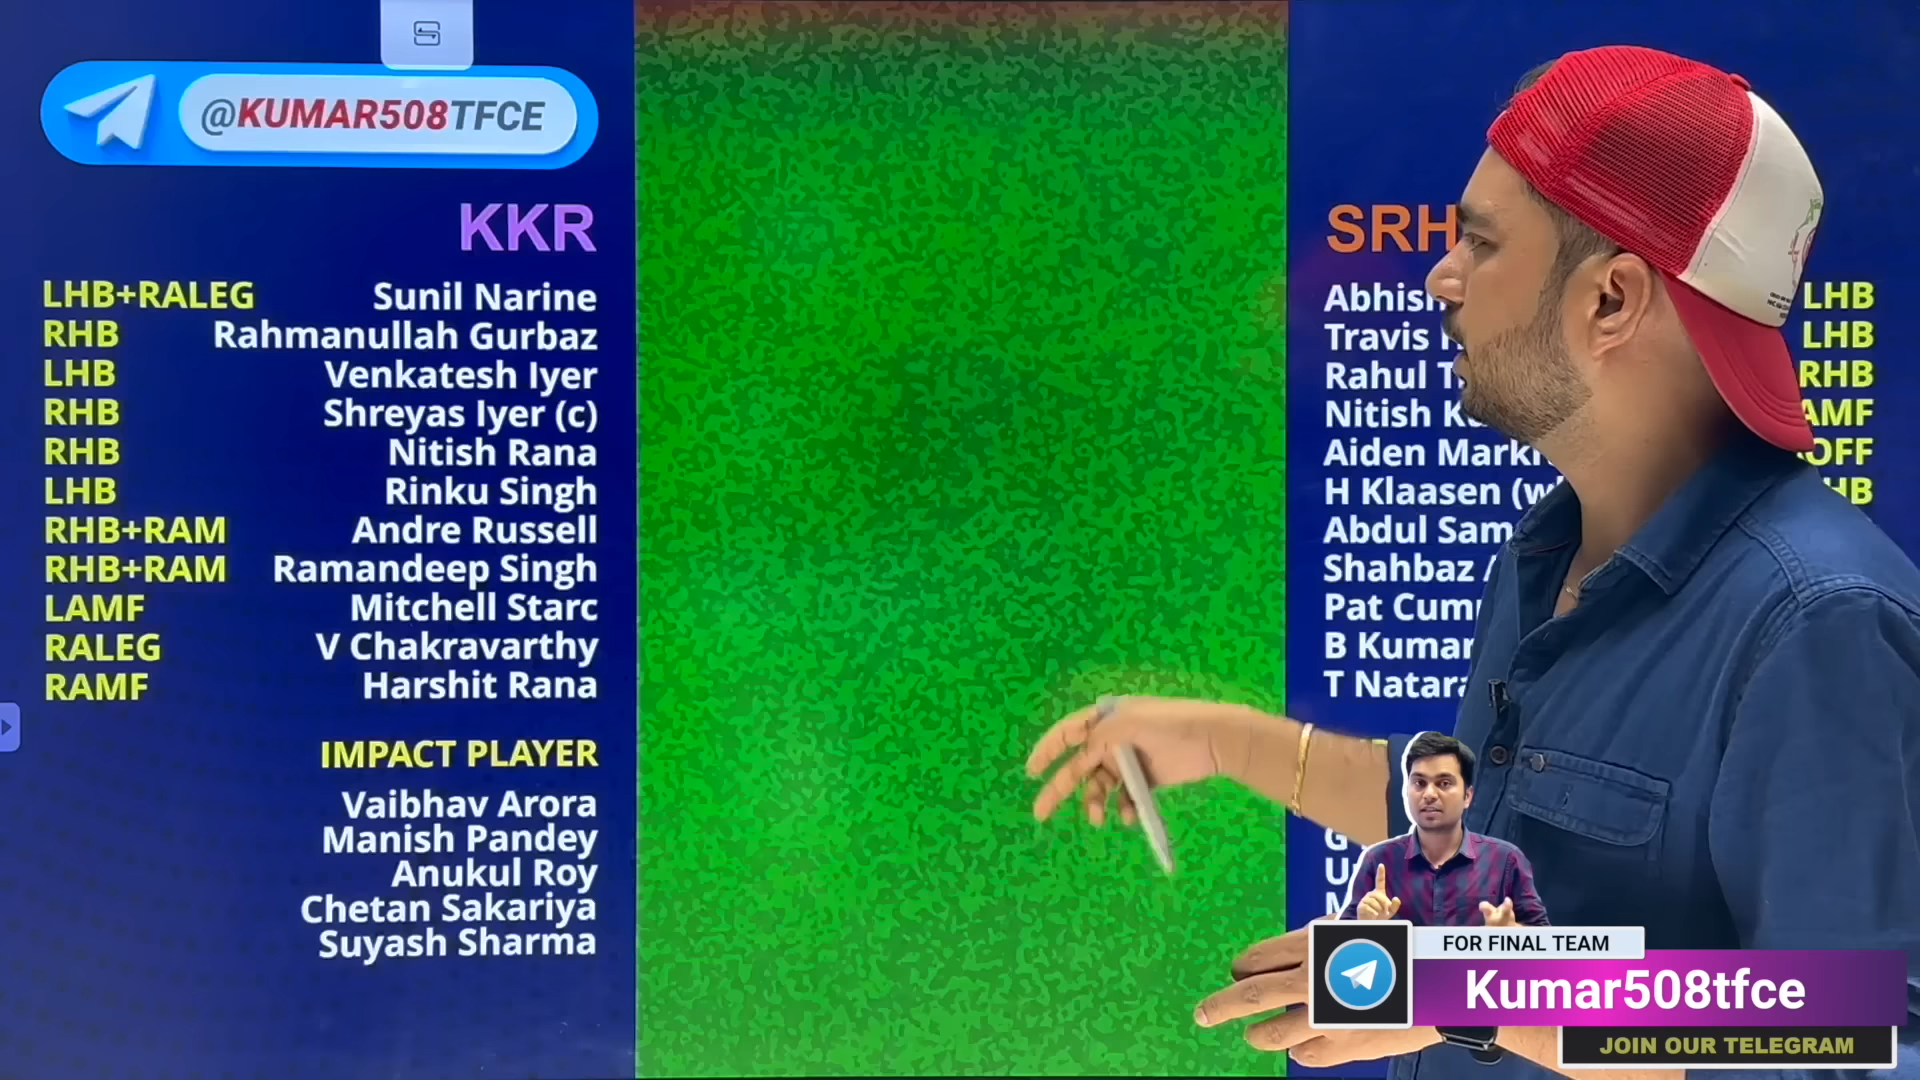 @KUMAR508TFCE
KKR
LHB+RALEG Sunil Narine
RHB Rahmanullah Gurbaz
LHB Venkatesh Iyer
RHB Shreyas Iyer (c)
RHB Nitish Rana
LHB Rinku Singh
RHB+RAM Andre Russell
RHB+RAM Ramandeep Singh
LAMF Mitchell Starc
RALEG V Chakravarthy
RAMF Harshit Rana
IMPACT PLAYER
Vaibhav Arora
Manish Pandey
Anukul Roy
Chetan Sakariya
Suyash Sharma
SRH
LHB
Travis LHB
Rahul RHB
Nitish
Aiden
H Klaasen
Abdul
Shahbaz
Pat
B Kumar
T
FOR FINAL TEAM
Kumar508tfce
JOIN OUR TELEGRAM